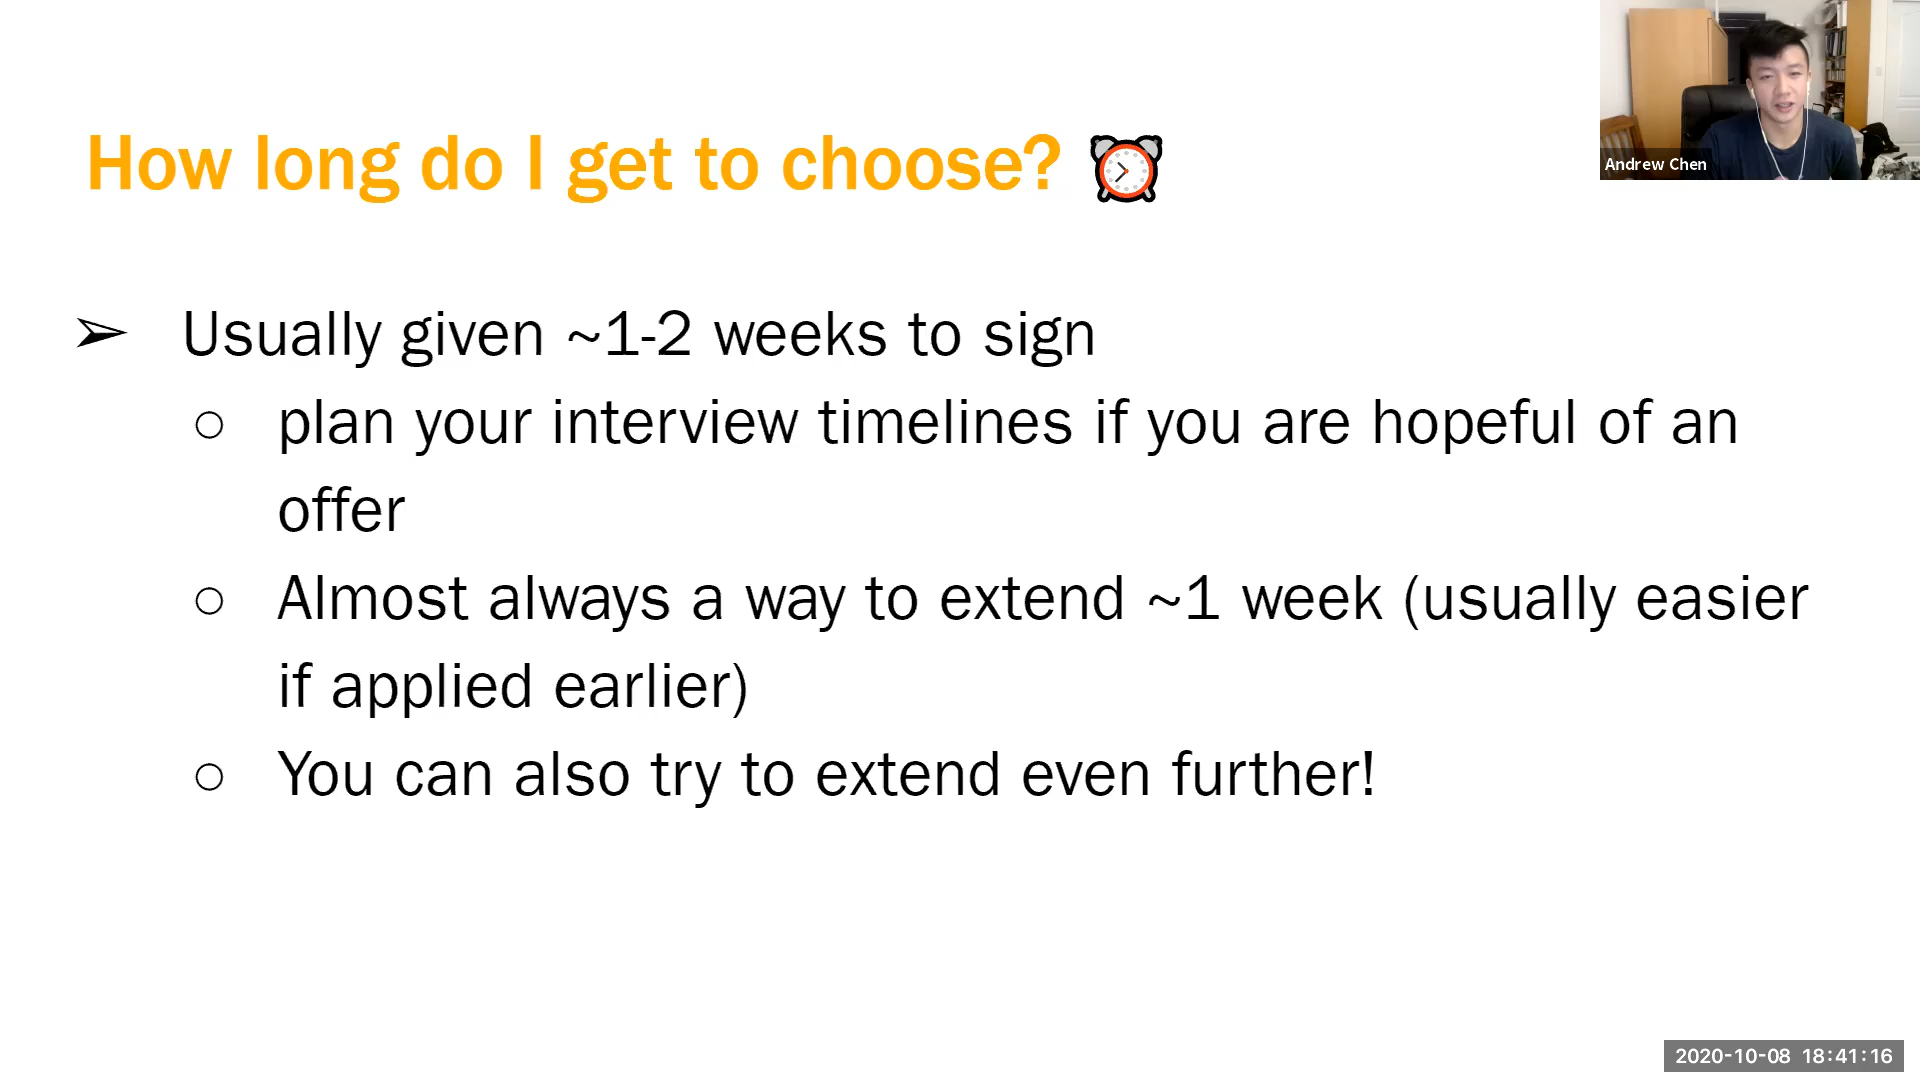 How long do I get to choose? ⏰
Andrew Chen
➢ Usually given ~1-2 weeks to sign
○ plan your interview timelines if you are hopeful of an
offer
○ Almost always a way to extend ~1 week (usually easier
if applied earlier)
○ You can also try to extend even further!
2020-10-08 18:41:16